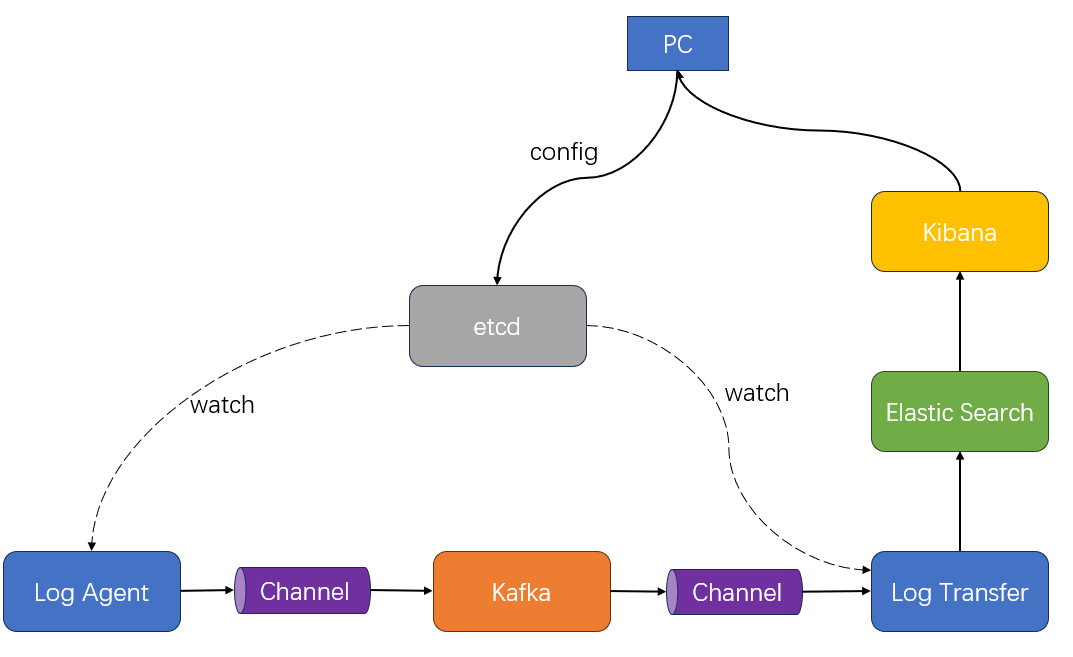 PC
config
Kibana
etcd
watch
watch
Elastic Search
Log Agent
Channel
Kafka
Channel
Log Transfer